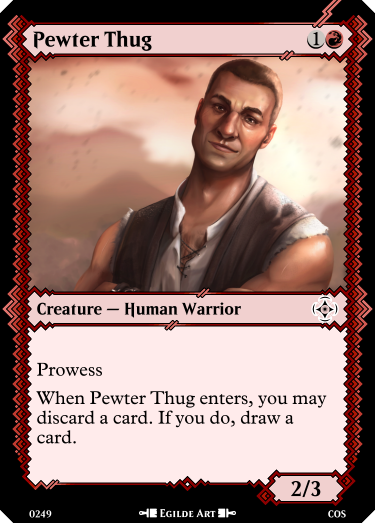 Pewter Thug 1
Creature — Human Warrior
Prowess
When Pewter Thug enters, you may
discard a card. If you do, draw a
card.
2/3
0249 Egilde Art COS